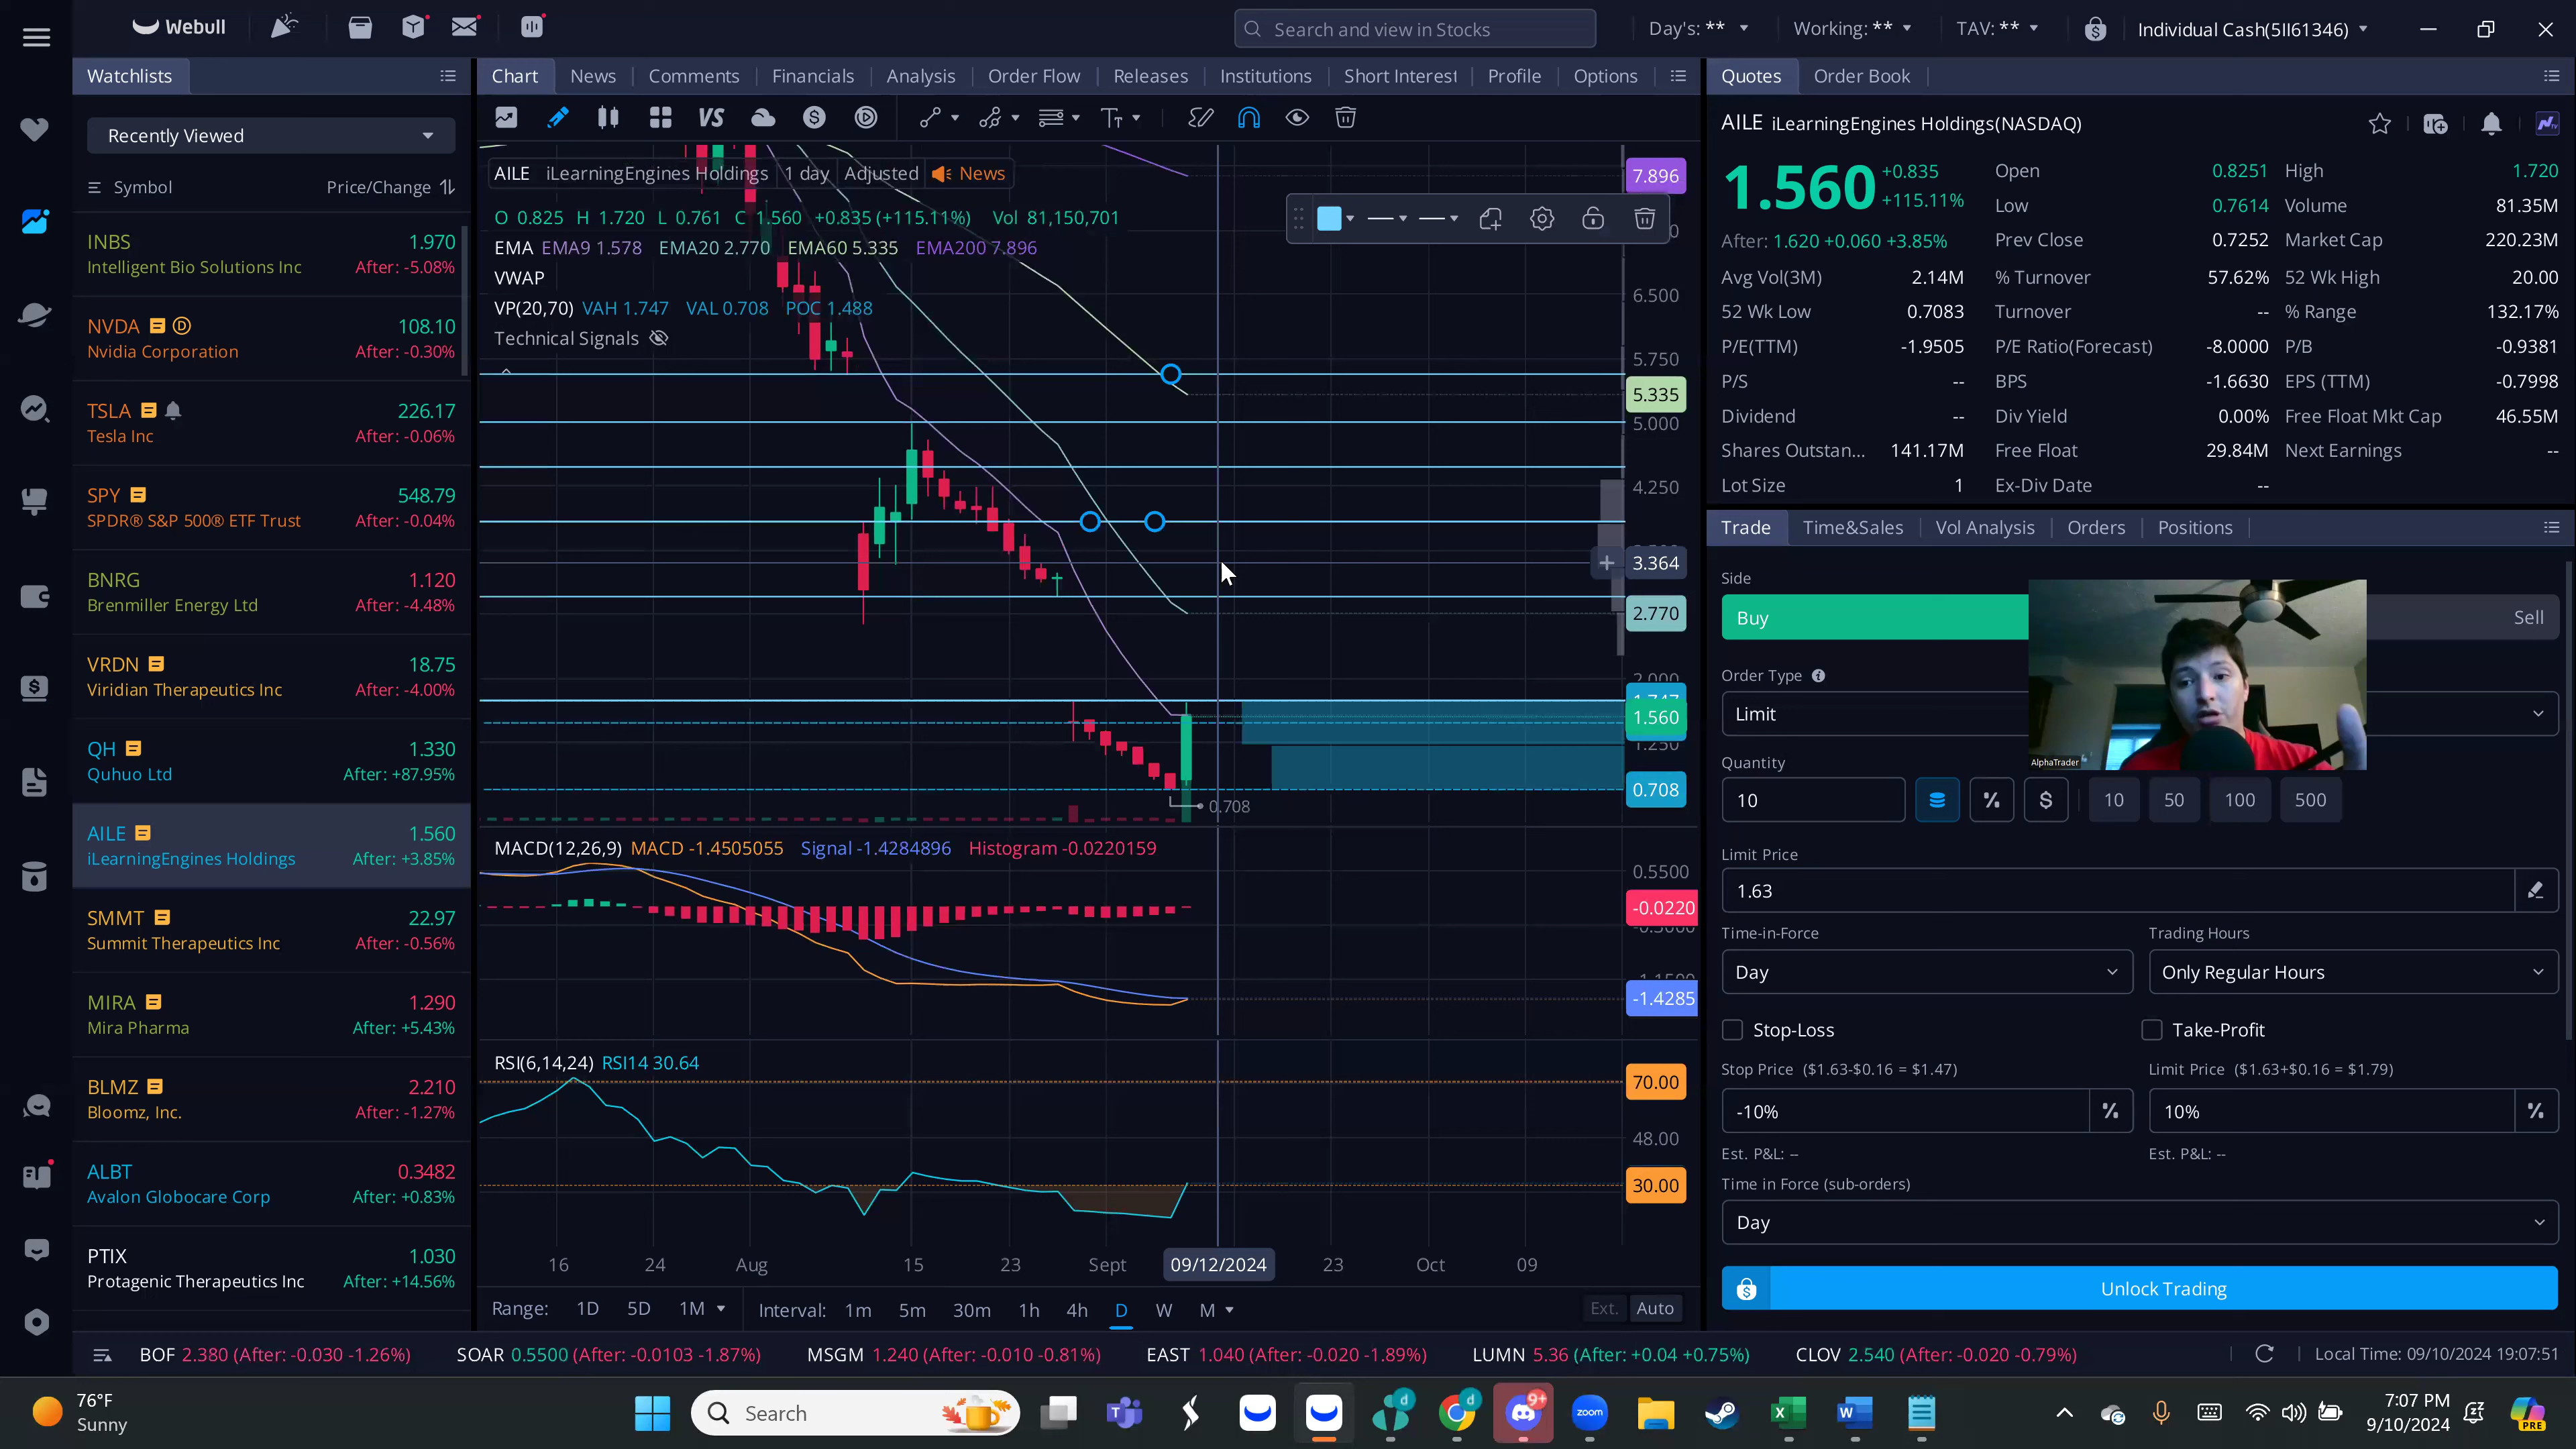 Webull
Search and view in Stocks
Day's: **
Working: **
TAV: **
Individual Cash(5II61346)
Watchlists
Recently Viewed
Symbol Price/Change
INBS 1.970
Intelligent Bio Solutions Inc After: -5.08%
NVDA D 108.10
Nvidia Corporation After: -0.30%
TSLA 226.17
Tesla Inc After: -0.06%
SPY 548.79
SPDR® S&P 500® ETF Trust After: -0.04%
BNRG 1.120
Brenmiller Energy Ltd After: -4.48%
VRDN 18.75
Viridian Therapeutics Inc After: -4.00%
QH 1.330
Quhuo Ltd After: +87.95%
AILE 1.560
iLearningEngines Holdings After: +3.85%
SMMT 22.97
Summit Therapeutics Inc After: -0.56%
MIRA 1.290
Mira Pharma After: +5.43%
BLMZ 2.210
Bloomz, Inc. After: -1.27%
ALBT 0.3482
Avalon Globocare Corp After: +0.83%
PTIX 1.030
Protagenic Therapeutics Inc After: +14.56%
Chart News Comments Financials Analysis Order Flow Releases Institutions Short Interest Profile Options
VS
AILE iLearningEngines Holdings 1 day Adjusted News
O 0.825 H 1.720 L 0.761 C 1.560 +0.835 (+115.11%) Vol 81,150,701
EMA EMA9 1.578 EMA20 2.770 EMA60 5.335 EMA200 7.896
VWAP
VP(20,70) VAH 1.747 VAL 0.708 POC 1.488
Technical Signals
7.896
6.500
5.750
5.335
5.000
4.250
3.364
2.770
2.000
1.747
1.560
1.250
0.708
0.708
MACD(12,26,9) MACD -1.4505055 Signal -1.4284896 Histogram -0.0220159
0.5500
-0.0220
-1.4285
RSI(6,14,24) RSI14 30.64
70.00
48.00
30.00
16 24 Aug 15 23 Sept 09/12/2024 23 Oct 09
Range: 1D 5D 1M Interval: 1m 5m 30m 1h 4h D W M Ext. Auto
Quotes Order Book
AILE iLearningEngines Holdings(NASDAQ)
1.560 +0.835 +115.11%
After: 1.620 +0.060 +3.85%
Open 0.8251 High 1.720
Low 0.7614 Volume 81.35M
Prev Close 0.7252 Market Cap 220.23M
Avg Vol(3M) 2.14M % Turnover 57.62% 52 Wk High 20.00
52 Wk Low 0.7083 Turnover -- % Range 132.17%
P/E(TTM) -1.9505 P/E Ratio(Forecast) -8.0000 P/B -0.9381
P/S -- BPS -1.6630 EPS (TTM) -0.7998
Dividend -- Div Yield 0.00% Free Float Mkt Cap 46.55M
Shares Outstan... 141.17M Free Float 29.84M Next Earnings --
Lot Size 1 Ex-Div Date --
Trade Time&Sales Vol Analysis Orders Positions
Side
Buy Sell
Order Type
Limit
AlphaTrader
Quantity
10 % $ 10 50 100 500
Limit Price
1.63
Time-in-Force Trading Hours
Day Only Regular Hours
Stop-Loss Take-Profit
Stop Price ($1.63-$0.16 = $1.47) Limit Price ($1.63+$0.16 = $1.79)
-10% % 10% %
Est. P&L: -- Est. P&L: --
Time in Force (sub-orders)
Day
Unlock Trading
BOF 2.380 (After: -0.030 -1.26%) SOAR 0.5500 (After: -0.0103 -1.87%) MSGM 1.240 (After: -0.010 -0.81%) EAST 1.040 (After: -0.020 -1.89%) LUMN 5.36 (After: +0.04 +0.75%) CLOV 2.540 (After: -0.020 -0.79%) Local Time: 09/10/2024 19:07:51
76°F
Sunny
Search
d
d
9+
zoom
7:07 PM
9/10/2024
PRE